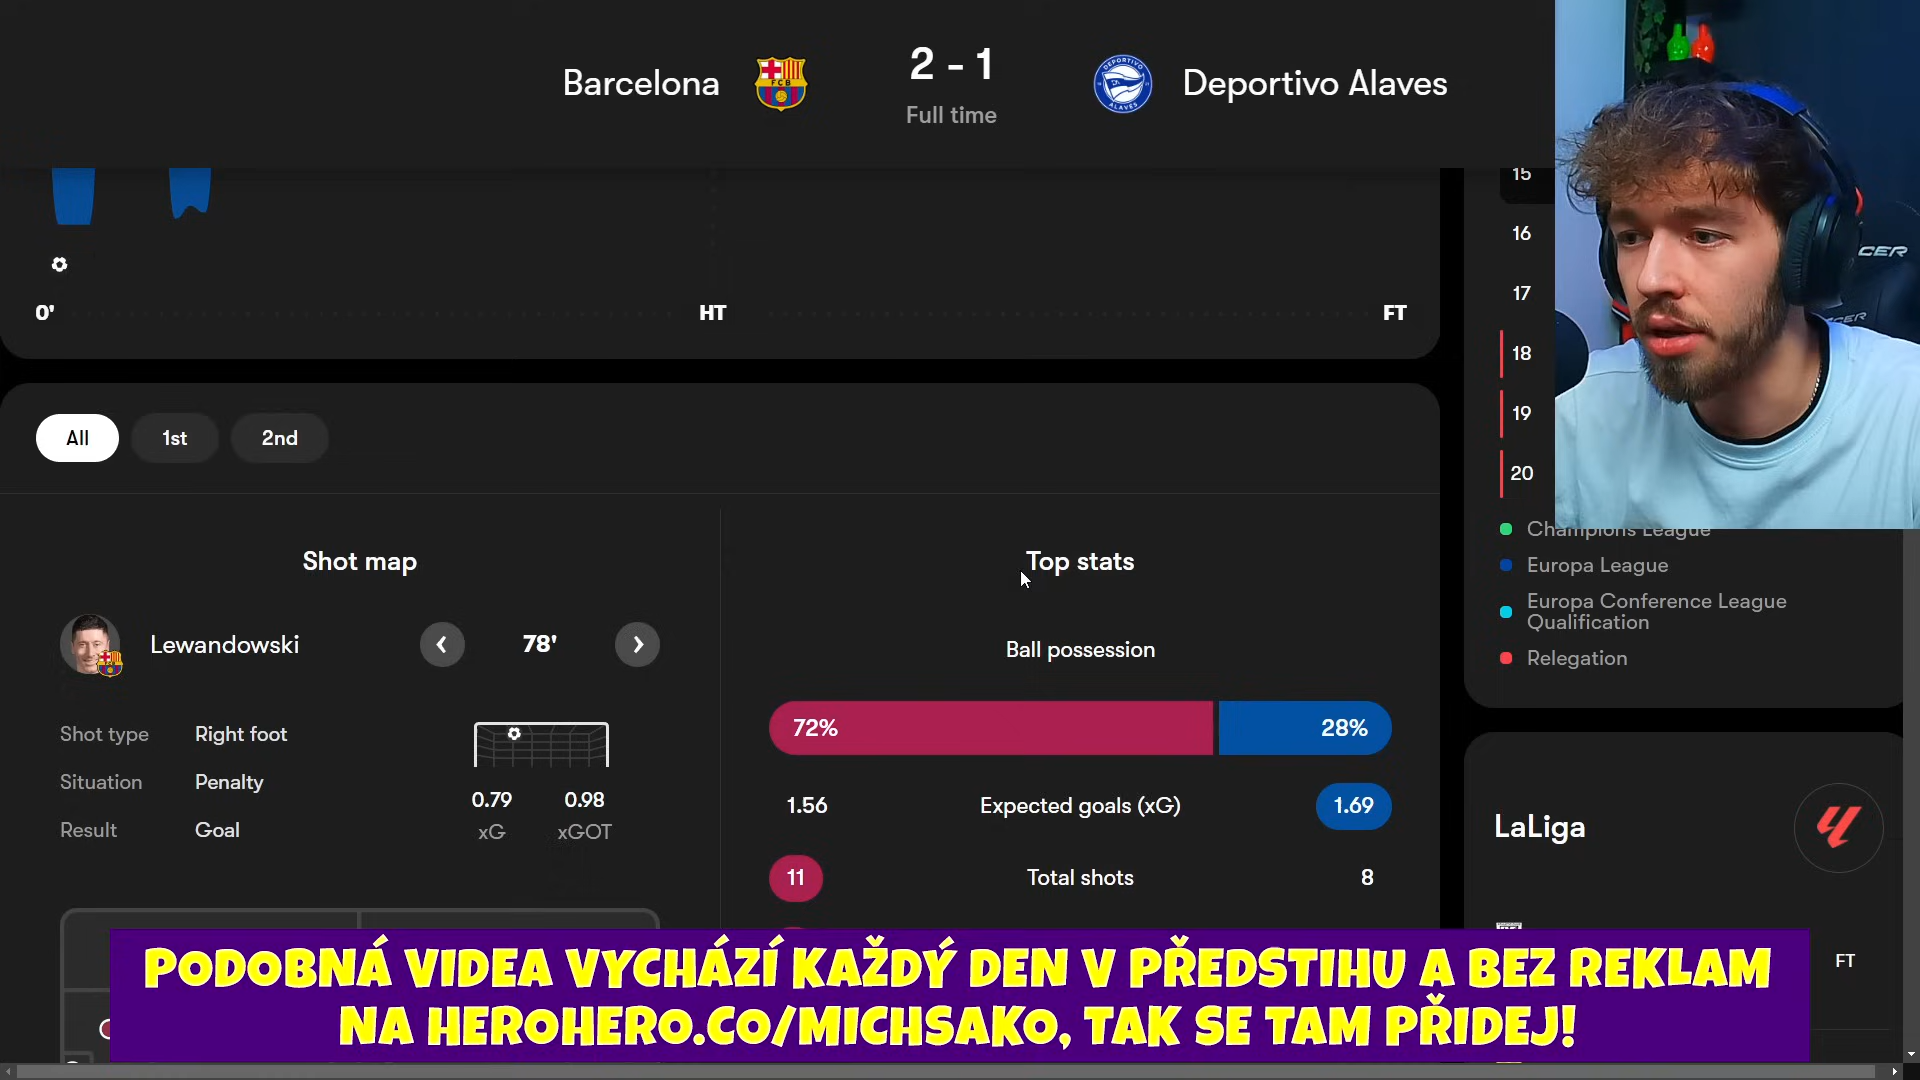 Barcelona
2 - 1
Full time
Deportivo Alaves
0'
HT
FT
All
1st
2nd
Shot map
Lewandowski
78'
Shot type
Right foot
Situation
Penalty
Result
Goal
0.79
0.98
xG
xGOT
Top stats
Ball possession
72%
28%
1.56
Expected goals (xG)
1.69
11
Total shots
8
15
16
17
18
19
20
Champions League
Europa League
Europa Conference League
Qualification
Relegation
LaLiga
FT
CER
PODOBNÁ VIDEA VYCHÁZÍ KAŽDÝ DEN V PŘEDSTIHU A BEZ REKLAM
NA HEROHERO.CO/MICHSAKO, TAK SE TAM PŘIDEJ!